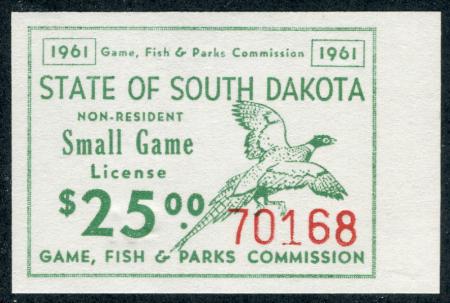 1961 Game, Fish & Parks Commission 1961
STATE OF SOUTH DAKOTA
NON-RESIDENT
Small Game
License
$25.00
70168
GAME, FISH & PARKS COMMISSION